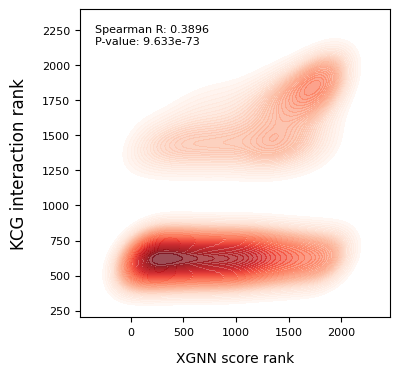 Spearman R: 0.3896
P-value: 9.633e-73
KCG interaction rank
2250
2000
1750
1500
1250
1000
750
500
250
0 500 1000 1500 2000
XGNN score rank